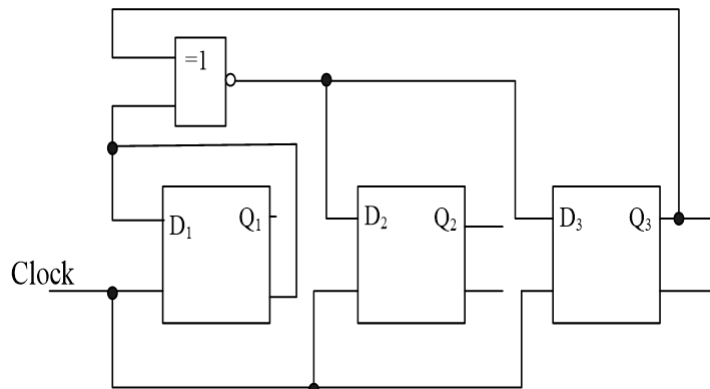 =1
D₁ Q₁
D₂ Q₂
D₃ Q₃
Clock